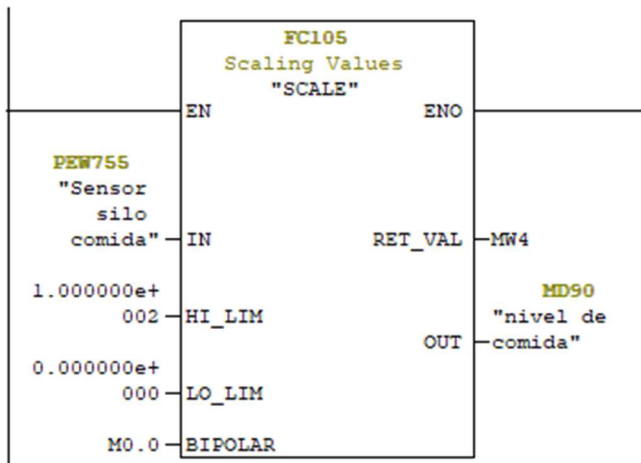 FC105
Scaling Values
"SCALE"
EN ENO
PEW755
"Sensor
silo
comida" IN RET_VAL MW4
1.000000e+
002 HI_LIM
MD90
"nivel de
OUT comida"
0.000000e+
000 LO_LIM
M0.0 BIPOLAR